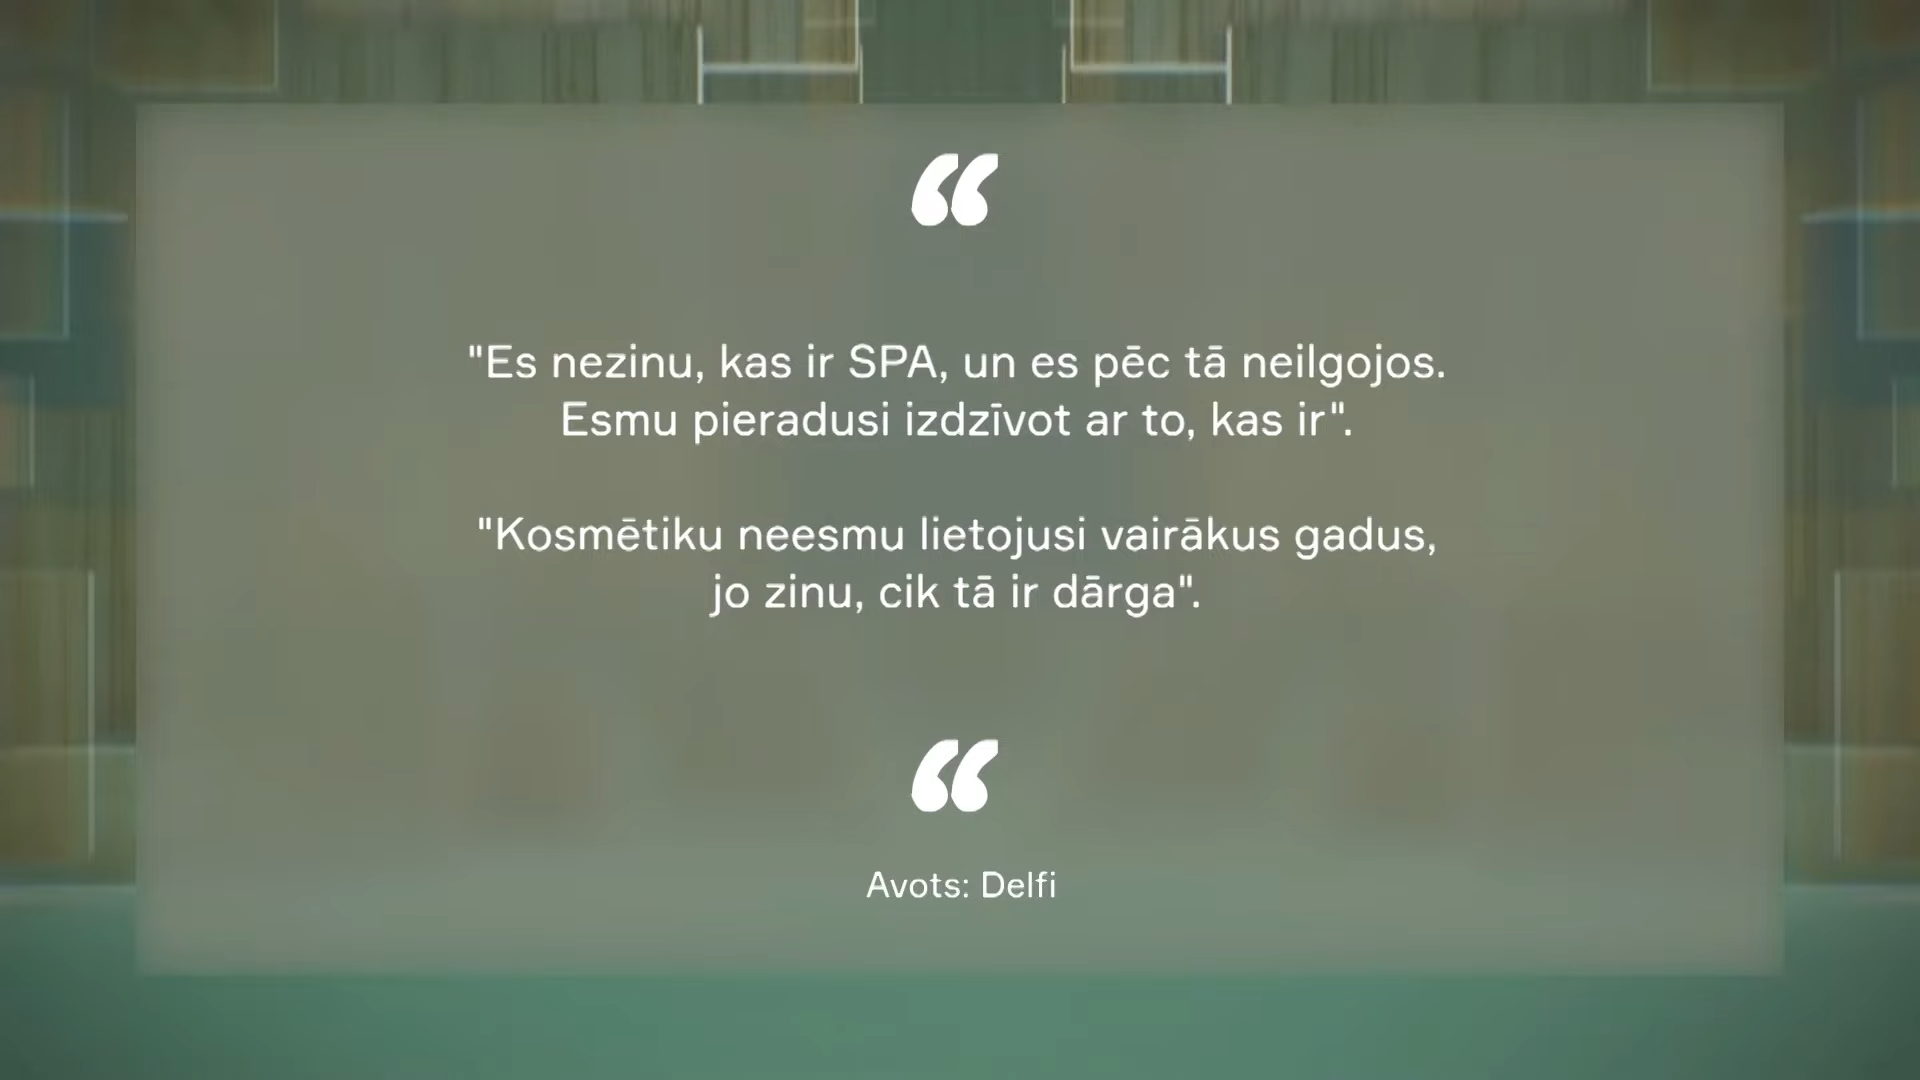 "Es nezinu, kas ir SPA, un es pēc tā neilgojos.
Esmu pieradusi izdzīvot ar to, kas ir".
"Kosmētiku neesmu lietojusi vairākus gadus,
jo zinu, cik tā ir dārga".
Avots: Delfi